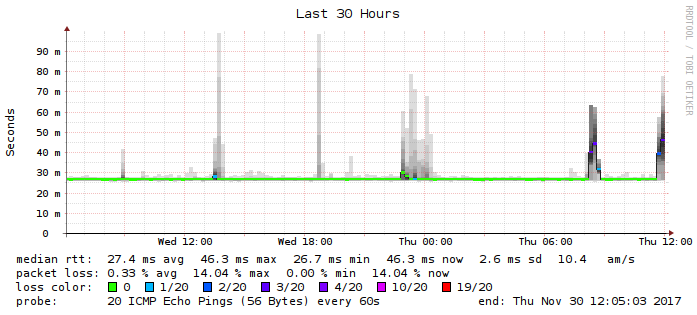 Last 30 Hours
RRDTOOL / TOBI OETIKER
Seconds
90 m
80 m
70 m
60 m
50 m
40 m
30 m
20 m
10 m
0
Wed 12:00 Wed 18:00 Thu 00:00 Thu 06:00 Thu 12:00
median rtt: 27.4 ms avg 46.3 ms max 26.7 ms min 46.3 ms now 2.6 ms sd 10.4 am/s
packet loss: 0.33 % avg 14.04 % max 0.00 % min 14.04 % now
loss color: 0 1/20 2/20 3/20 4/20 10/20 19/20
probe: 20 ICMP Echo Pings (56 Bytes) every 60s end: Thu Nov 30 12:05:03 2017